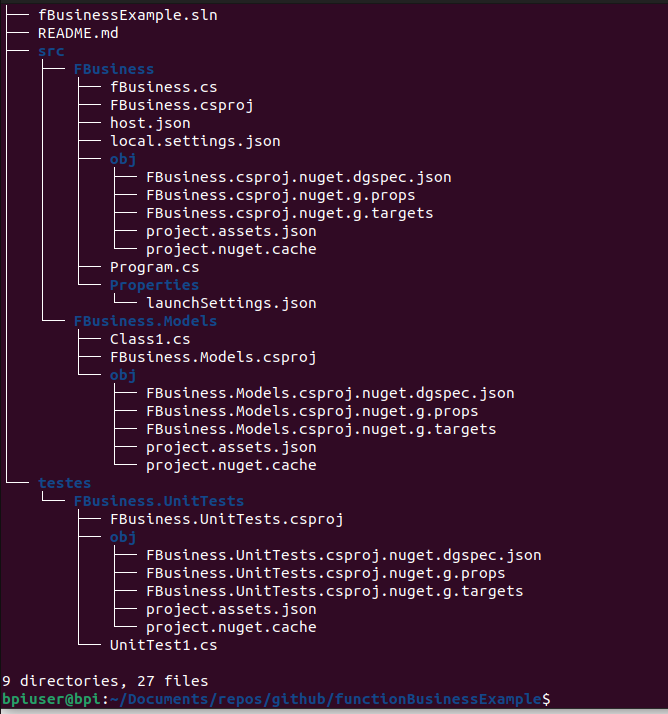 ├── fBusinessExample.sln
├── README.md
├── src
│   ├── FBusiness
│   │   ├── fBusiness.cs
│   │   ├── FBusiness.csproj
│   │   ├── host.json
│   │   ├── local.settings.json
│   │   ├── obj
│   │   │   ├── FBusiness.csproj.nuget.dgspec.json
│   │   │   ├── FBusiness.csproj.nuget.g.props
│   │   │   ├── FBusiness.csproj.nuget.g.targets
│   │   │   ├── project.assets.json
│   │   │   └── project.nuget.cache
│   │   ├── Program.cs
│   │   └── Properties
│   │       └── launchSettings.json
│   └── FBusiness.Models
│       ├── Class1.cs
│       ├── FBusiness.Models.csproj
│       └── obj
│           ├── FBusiness.Models.csproj.nuget.dgspec.json
│           ├── FBusiness.Models.csproj.nuget.g.props
│           ├── FBusiness.Models.csproj.nuget.g.targets
│           ├── project.assets.json
│           └── project.nuget.cache
└── testes
    └── FBusiness.UnitTests
        ├── FBusiness.UnitTests.csproj
        ├── obj
        │   ├── FBusiness.UnitTests.csproj.nuget.dgspec.json
        │   ├── FBusiness.UnitTests.csproj.nuget.g.props
        │   ├── FBusiness.UnitTests.csproj.nuget.g.targets
        │   ├── project.assets.json
        │   └── project.nuget.cache
        └── UnitTest1.cs
9 directories, 27 files
bpiuser@bpi:~/Documents/repos/github/functionBusinessExample$